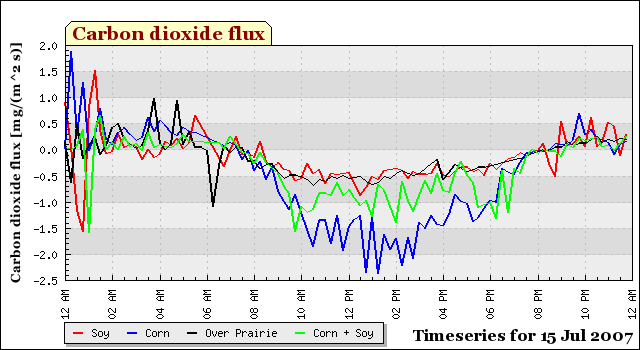 Carbon dioxide flux
Carbon dioxide flux [mg/(m^2 s)]
2.0
1.5
1.0
0.5
0.0
-0.5
-1.0
-1.5
-2.0
-2.5
12 AM
02 AM
04 AM
06 AM
08 AM
10 AM
12 PM
02 PM
04 PM
06 PM
08 PM
10 PM
12 AM
Soy Corn Over Prairie Corn + Soy
Timeseries for 15 Jul 2007